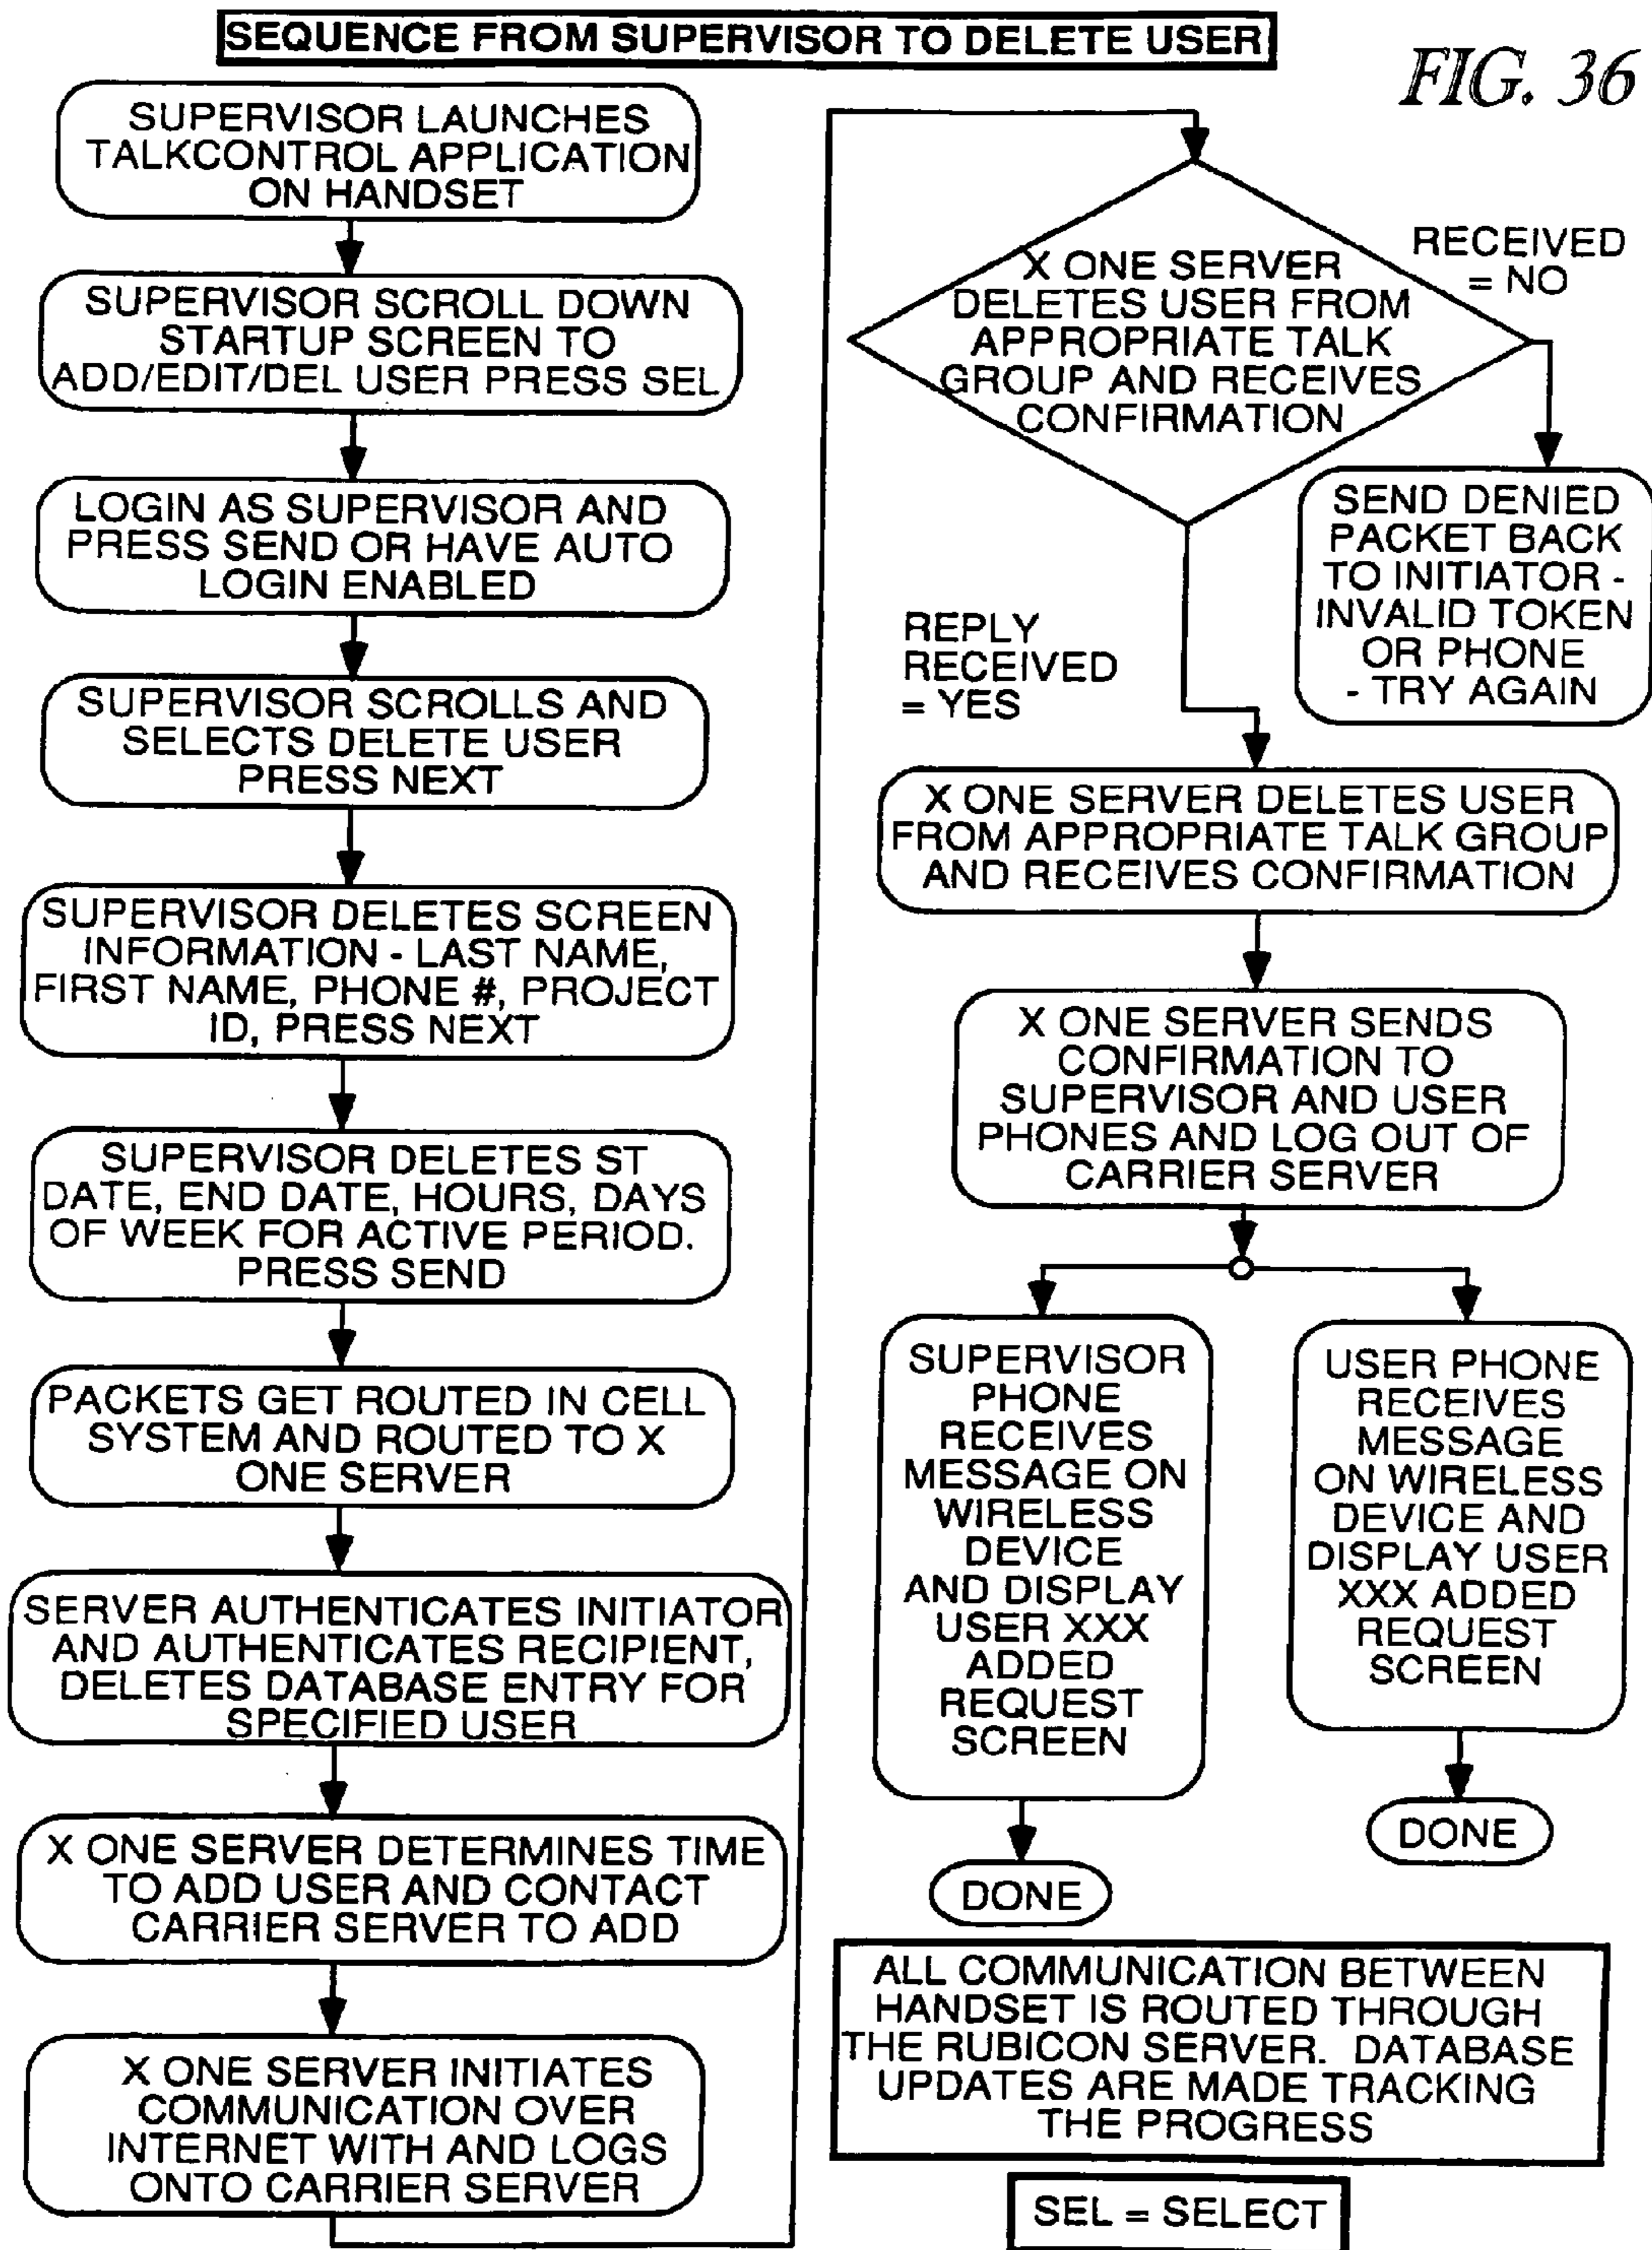 SEQUENCE FROM SUPERVISOR TO DELETE USER
FIG. 36
SUPERVISOR LAUNCHES
TALKCONTROL APPLICATION
ON HANDSET
SUPERVISOR SCROLL DOWN
STARTUP SCREEN TO
ADD/EDIT/DEL USER PRESS SEL
LOGIN AS SUPERVISOR AND
PRESS SEND OR HAVE AUTO
LOGIN ENABLED
SUPERVISOR SCROLLS AND
SELECTS DELETE USER
PRESS NEXT
SUPERVISOR DELETES SCREEN
INFORMATION - LAST NAME,
FIRST NAME, PHONE #, PROJECT
ID, PRESS NEXT
SUPERVISOR DELETES ST
DATE, END DATE, HOURS, DAYS
OF WEEK FOR ACTIVE PERIOD.
PRESS SEND
PACKETS GET ROUTED IN CELL
SYSTEM AND ROUTED TO X
ONE SERVER
SERVER AUTHENTICATES INITIATOR
AND AUTHENTICATES RECIPIENT,
DELETES DATABASE ENTRY FOR
SPECIFIED USER
X ONE SERVER DETERMINES TIME
TO ADD USER AND CONTACT
CARRIER SERVER TO ADD
X ONE SERVER INITIATES
COMMUNICATION OVER
INTERNET WITH AND LOGS
ONTO CARRIER SERVER
X ONE SERVER
DELETES USER FROM
APPROPRIATE TALK
GROUP AND RECEIVES
CONFIRMATION
RECEIVED
= NO
SEND DENIED
PACKET BACK
TO INITIATOR -
INVALID TOKEN
OR PHONE
- TRY AGAIN
REPLY
RECEIVED
= YES
X ONE SERVER DELETES USER
FROM APPROPRIATE TALK GROUP
AND RECEIVES CONFIRMATION
X ONE SERVER SENDS
CONFIRMATION TO
SUPERVISOR AND USER
PHONES AND LOG OUT OF
CARRIER SERVER
SUPERVISOR
PHONE
RECEIVES
MESSAGE ON
WIRELESS
DEVICE
AND DISPLAY
USER XXX
ADDED
REQUEST
SCREEN
DONE
USER PHONE
RECEIVES
MESSAGE
ON WIRELESS
DEVICE AND
DISPLAY USER
XXX ADDED
REQUEST
SCREEN
DONE
ALL COMMUNICATION BETWEEN
HANDSET IS ROUTED THROUGH
THE RUBICON SERVER. DATABASE
UPDATES ARE MADE TRACKING
THE PROGRESS
SEL = SELECT